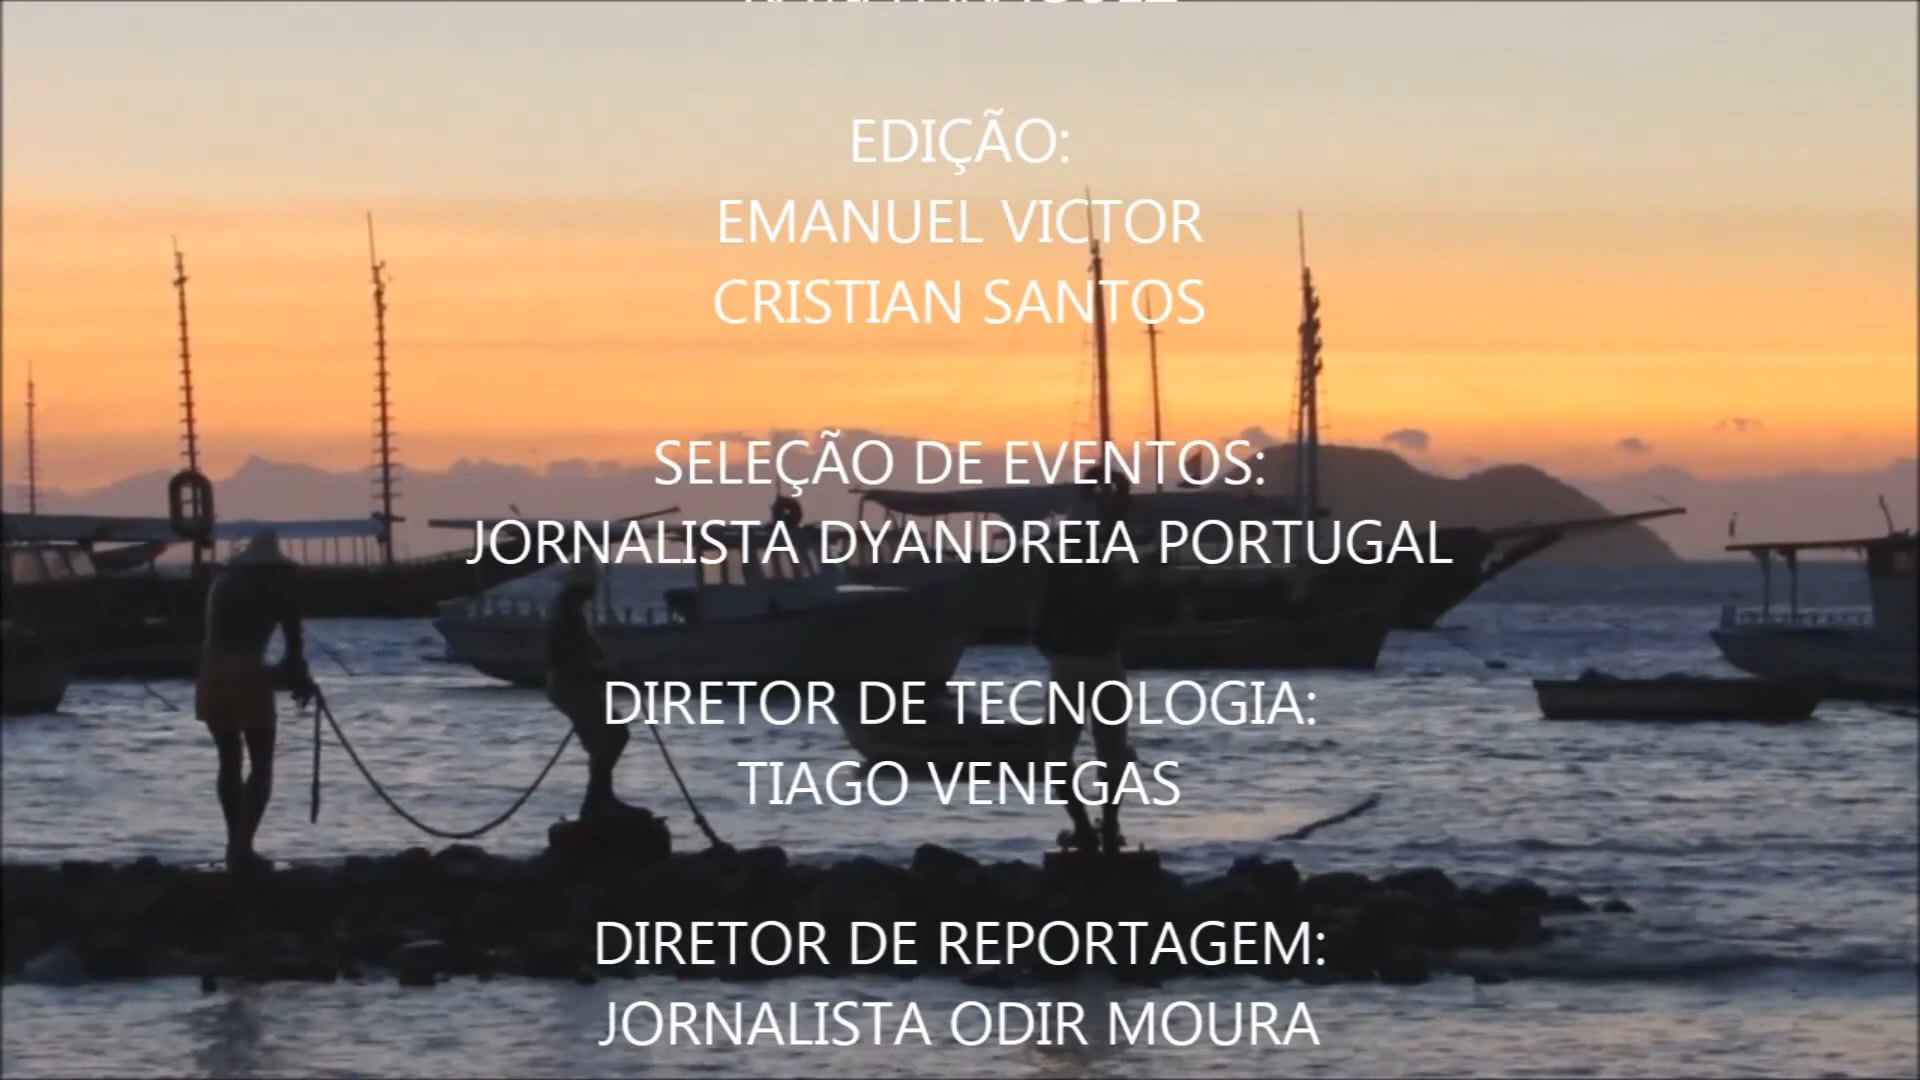 EDIÇÃO:
EMANUEL VICTOR
CRISTIAN SANTOS
SELEÇÃO DE EVENTOS:
JORNALISTA DYANDREIA PORTUGAL
DIRETOR DE TECNOLOGIA:
TIAGO VENEGAS
DIRETOR DE REPORTAGEM:
JORNALISTA ODIR MOURA